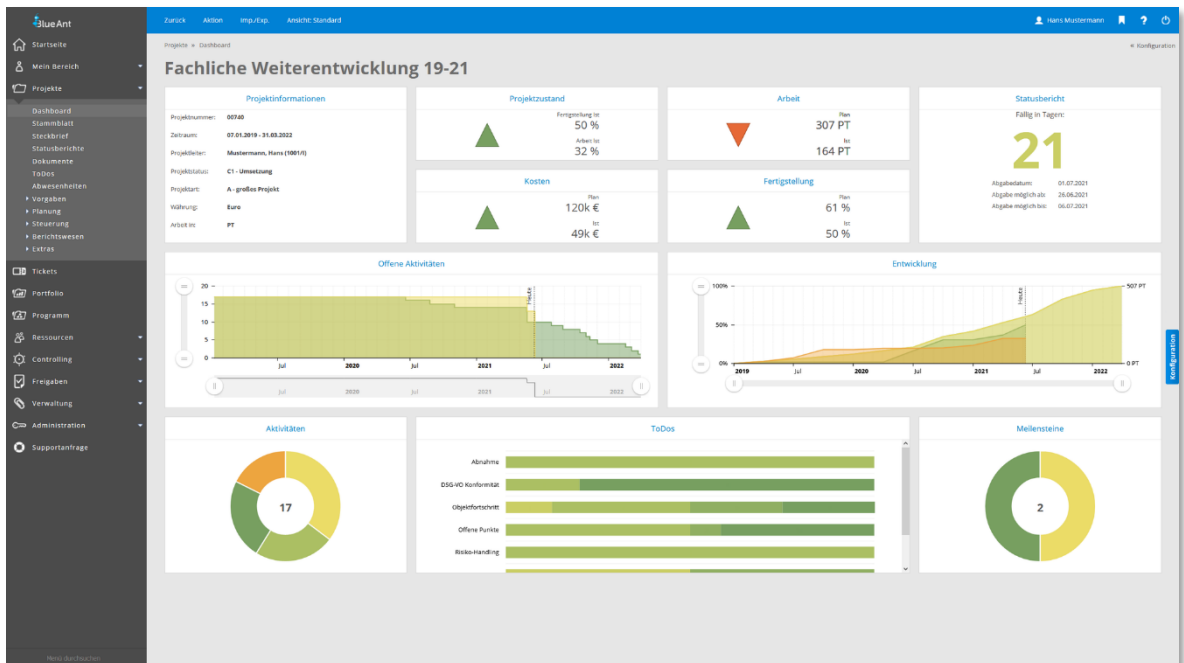 BlueAnt
Zurück Aktion Imp./Exp. Ansicht: Standard
Hans Mustermann ?
Startseite
Mein Bereich
Projekte
Dashboard
Stammblatt
Steckbrief
Statusberichte
Dokumente
ToDos
Abwesenheiten
Vorgaben
Planung
Steuerung
Berichtswesen
Extras
Tickets
Portfolio
Programm
Ressourcen
Controlling
Freigaben
Verwaltung
Administration
Supportanfrage
Menü durchsuchen
Projekte » Dashboard
« Konfiguration
Fachliche Weiterentwicklung 19-21
Projektinformationen
Projektnummer: 00740
Zeitraum: 07.01.2019 - 31.03.2022
Projektleiter: Mustermann, Hans (1001/I)
Projektstatus: C1 - Umsetzung
Projektart: A - großes Projekt
Währung: Euro
Arbeit in: PT
Projektzustand
Fertigstellung Ist
50 %
Arbeit Ist
32 %
Arbeit
Plan
307 PT
Ist
164 PT
Statusbericht
Fällig in Tagen:
21
Abgabedatum: 01.07.2021
Abgabe möglich ab: 26.06.2021
Abgabe möglich bis: 06.07.2021
Kosten
Plan
120k €
Ist
49k €
Fertigstellung
Plan
61 %
Ist
50 %
Offene Aktivitäten
20
15
10
5
0
Heute
Jul 2020 Jul 2021 Jul 2022
Jul 2020 Jul 2021 Jul 2022
Entwicklung
100%
50%
0%
507 PT
0 PT
Heute
2019 Jul 2020 Jul 2021 Jul 2022
Konfiguration
Aktivitäten
17
ToDos
Abnahme
DSG-VO Konformität
Objektfortschritt
Offene Punkte
Risiko-Handling
Meilensteine
2